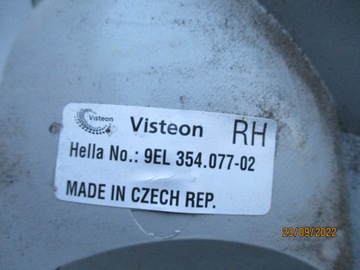 Visteon
Visteon RH
Hella No.: 9EL 354.077-02
MADE IN CZECH REP.
23/09/2022